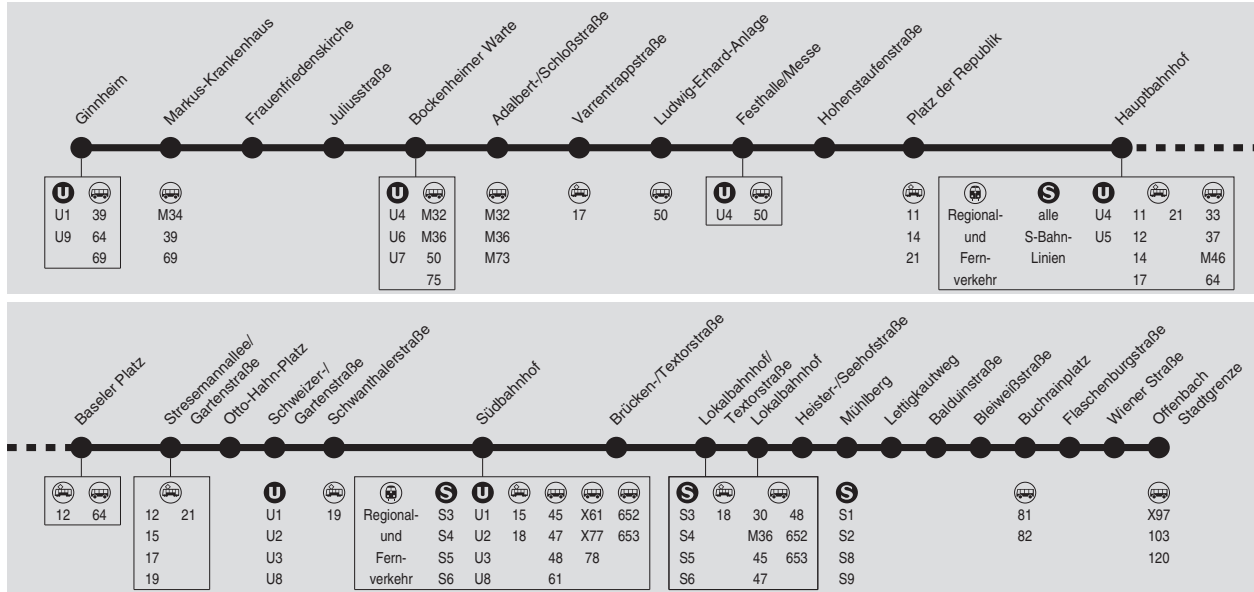 Ginnheim
Markus-Krankenhaus
Frauenfriedenskirche
Juliusstraße
Bockenheimer Warte
Adalbert-/Schloßstraße
Varrentrappstraße
Ludwig-Erhard-Anlage
Festhalle/Messe
Hohenstaufenstraße
Platz der Republik
Hauptbahnhof
U U U S U
U1 39 M34 U4 M32 M32 17 50 U4 50 11 Regional- alle U4 11 21 33
U9 64 39 U6 M36 M36 14 und S-Bahn- U5 12 37
69 69 U7 50 M73 21 Fern- Linien 14 M46
75 verkehr 17 64
Baseler Platz
Stresemannallee/
Gartenstraße
Otto-Hahn-Platz
Schweizer-/
Gartenstraße
Schwanthalerstraße
Südbahnhof
Brücken-/Textorstraße
Lokalbahnhof/
Textorstraße
Lokalbahnhof
Heister-/Seehofstraße
Mühlberg
Lettigkautweg
Balduinstraße
Bleiweißstraße
Buchrainplatz
Flaschenburgstraße
Wiener Straße
Offenbach
Stadtgrenze
U S U S S
12 64 12 21 U1 19 Regional- S3 U1 15 45 X61 652 S3 18 30 48 S1 81 X97
15 U2 und S4 U2 18 47 X77 653 S4 M36 652 S2 82 103
17 U3 Fern- S5 U3 48 78 S5 45 653 S8 120
19 U8 verkehr S6 U8 61 S6 47 S9